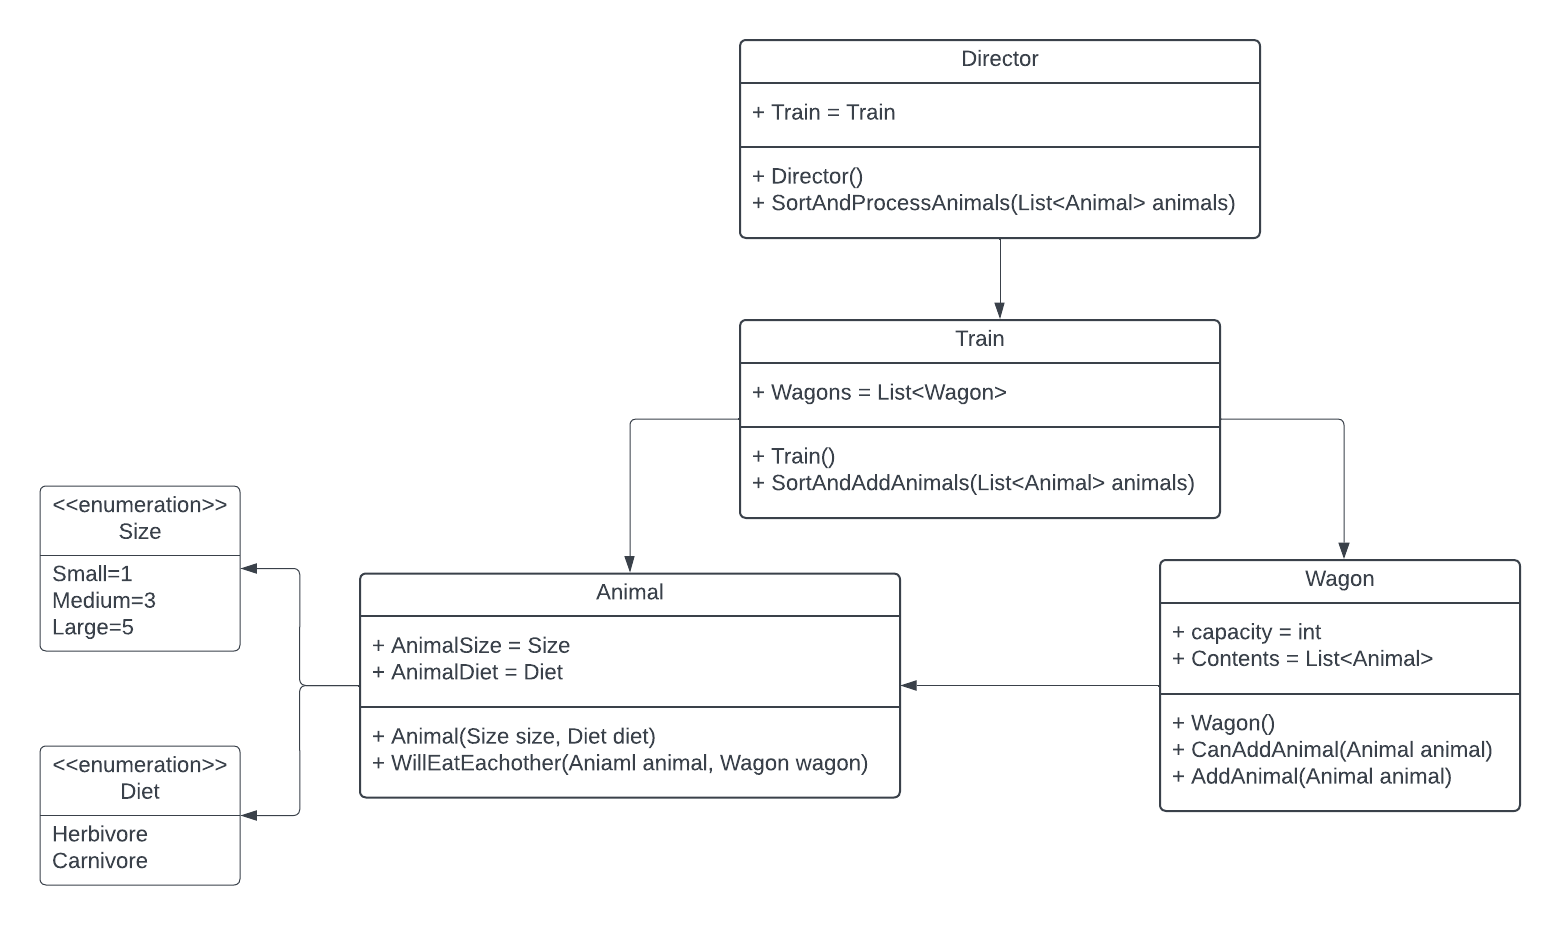 Director
+ Train = Train
+ Director()
+ SortAndProcessAnimals(List<Animal> animals)
Train
+ Wagons = List<Wagon>
+ Train()
+ SortAndAddAnimals(List<Animal> animals)
<<enumeration>>
Size
Small=1
Medium=3
Large=5
Animal
+ AnimalSize = Size
+ AnimalDiet = Diet
+ Animal(Size size, Diet diet)
+ WillEatEachother(Aniaml animal, Wagon wagon)
Wagon
+ capacity = int
+ Contents = List<Animal>
+ Wagon()
+ CanAddAnimal(Animal animal)
+ AddAnimal(Animal animal)
<<enumeration>>
Diet
Herbivore
Carnivore